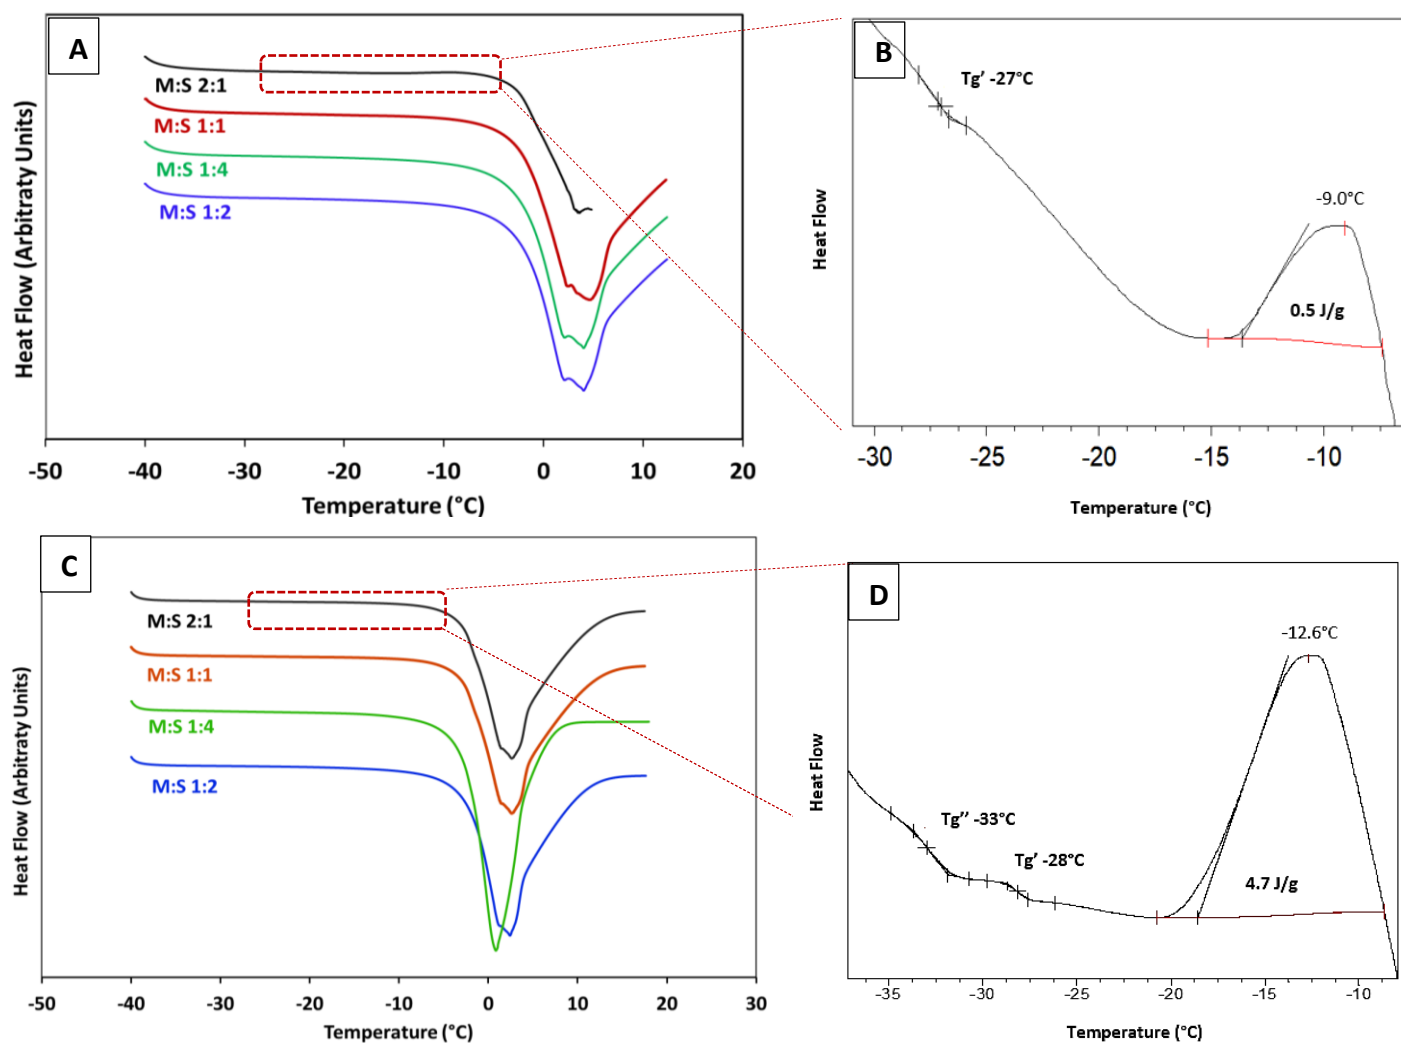 A
M:S 2:1
M:S 1:1
M:S 1:4
M:S 1:2
Heat Flow (Arbitraty Units)
-50 -40 -30 -20 -10 0 10 20
Temperature (°C)
B
Tg’ -27°C
-9.0°C
0.5 J/g
Heat Flow
-30 -25 -20 -15 -10
Temperature (°C)
C
M:S 2:1
M:S 1:1
M:S 1:4
M:S 1:2
Heat Flow (Arbitraty Units)
-50 -40 -30 -20 -10 0 10 20 30
Temperature (°C)
D
-12.6°C
Tg’’ -33°C
Tg’ -28°C
4.7 J/g
Heat Flow
-35 -30 -25 -20 -15 -10
Temperature (°C)